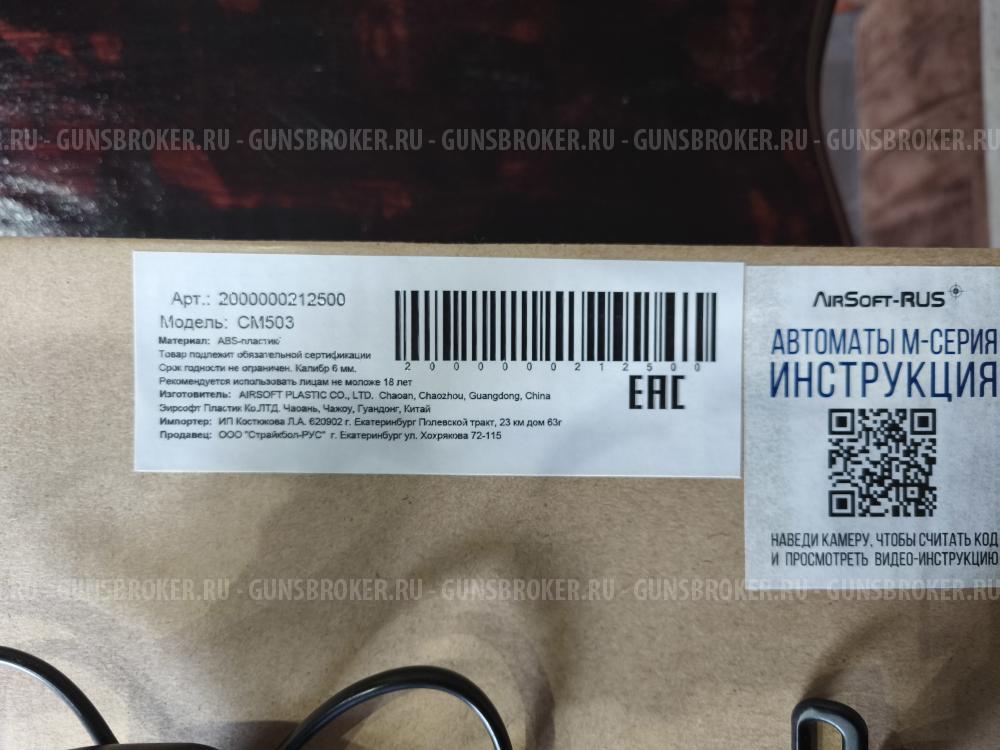 .RU - GUNSBROKER.RU - GUNSBROKER.RU - GUNSBROKER.RU - GUNSBROKER.RU - GUNSBROKER.RU
Арт.: 2000000212500
Модель: CM503
Материал: ABS-пластик
Товар подлежит обязательной сертификации
Срок годности не ограничен. Калибр 6 мм.
Рекомендуется использовать лицам не моложе 18 лет
Изготовитель: AIRSOFT PLASTIC CO., LTD. Chaoan, Chaozhou, Guangdong, China
Эирсофт Пластик Ко.ЛТД. Чаоань, Чажоу, Гуандонг, Китай
Импортер: ИП Костюкова Л.А. 620902 г. Екатеринбург Полевской тракт, 23 км дом 63г
Продавец: ООО "Страйкбол-РУС" г. Екатеринбург ул. Хохрякова 72-115
2000000212500
EAC
AIRSOFT-RUS
АВТОМАТЫ М-СЕРИЯ
ИНСТРУКЦИЯ
НАВЕДИ КАМЕРУ, ЧТОБЫ СЧИТАТЬ КОД
И ПРОСМОТРЕТЬ ВИДЕО-ИНСТРУКЦИЮ
.RU - GUNSBROKER.RU - GUNSBROKER.RU - GUNSBROKER.RU - GUNSBROKER.RU - GUNSBROKER.RU